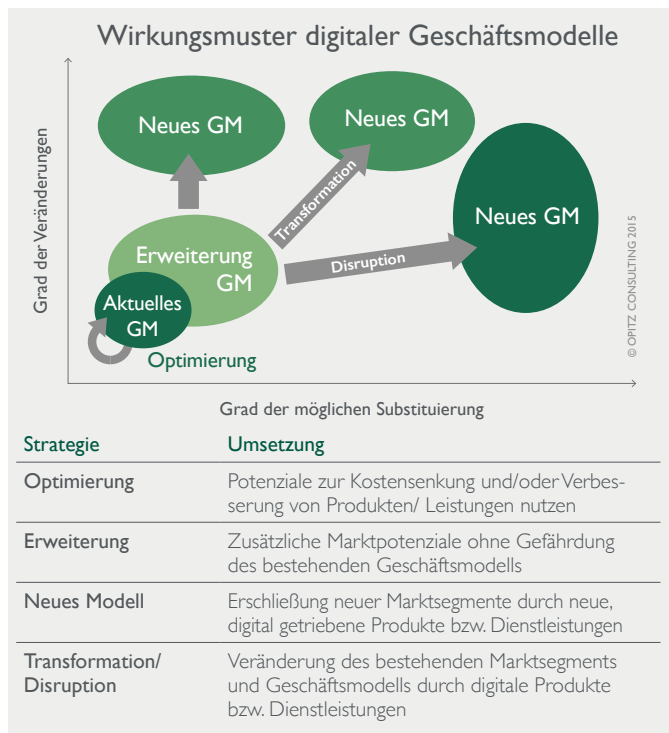 Wirkungsmuster digitaler Geschäftsmodelle
Grad der Veränderungen
Neues GM
Neues GM
Neues GM
Transformation
Disruption
Erweiterung
GM
Aktuelles
GM
Optimierung
© OPITZ CONSULTING 2015
Grad der möglichen Substituierung
Strategie Umsetzung
Optimierung Potenziale zur Kostensenkung und/oder Verbes-
serung von Produkten/ Leistungen nutzen
Erweiterung Zusätzliche Marktpotenziale ohne Gefährdung
des bestehenden Geschäftsmodells
Neues Modell Erschließung neuer Marktsegmente durch neue,
digital getriebene Produkte bzw. Dienstleistungen
Transformation/ Veränderung des bestehenden Marktsegments
Disruption und Geschäftsmodells durch digitale Produkte
bzw. Dienstleistungen